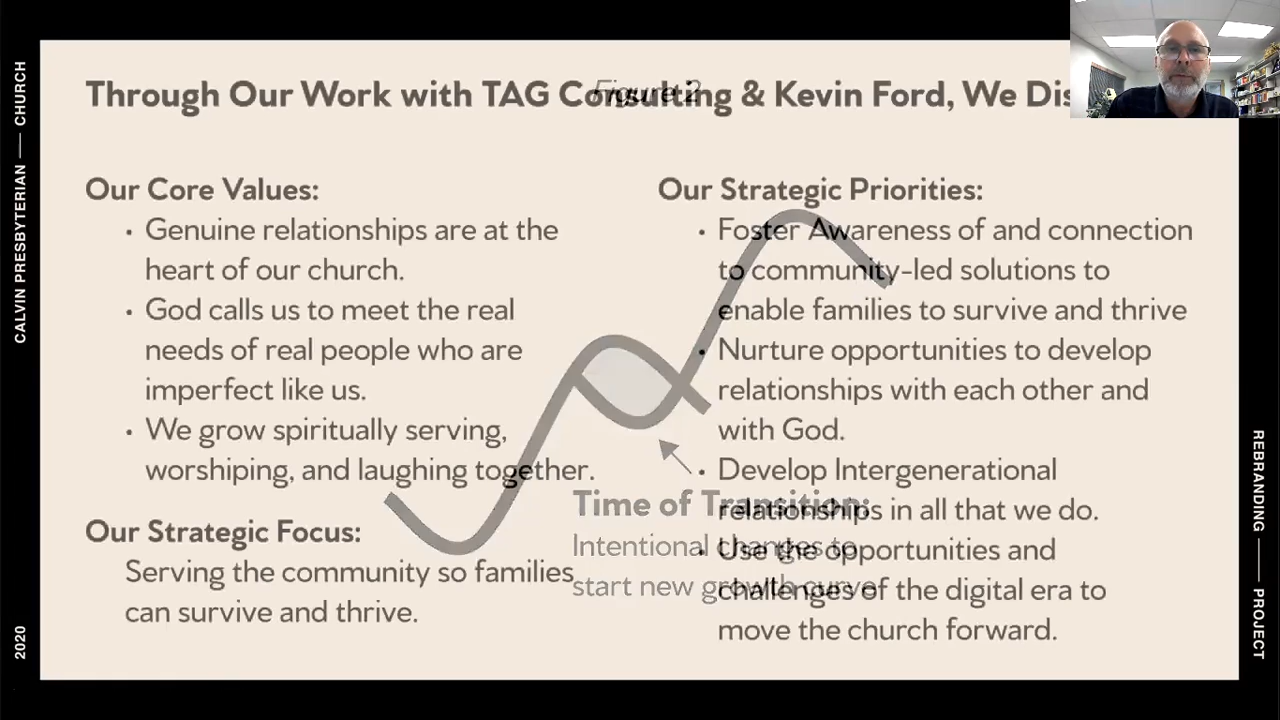 Through Our Work with TAG Consulting & Kevin Ford, We Dis
Figure 2
Our Core Values:
• Genuine relationships are at the
heart of our church.
• God calls us to meet the real
needs of real people who are
imperfect like us.
• We grow spiritually serving,
worshiping, and laughing together.
Our Strategic Focus:
Serving the community so families
can survive and thrive.
Our Strategic Priorities:
• Foster Awareness of and connection
to community-led solutions to
enable families to survive and thrive
• Nurture opportunities to develop
relationships with each other and
with God.
• Develop Intergenerational
relationships in all that we do.
• Use the opportunities and
challenges of the digital era to
move the church forward.
Time of Transition:
Intentional changes to
start new growth curve
CALVIN PRESBYTERIAN — CHURCH
2020
REBRANDING — PROJECT